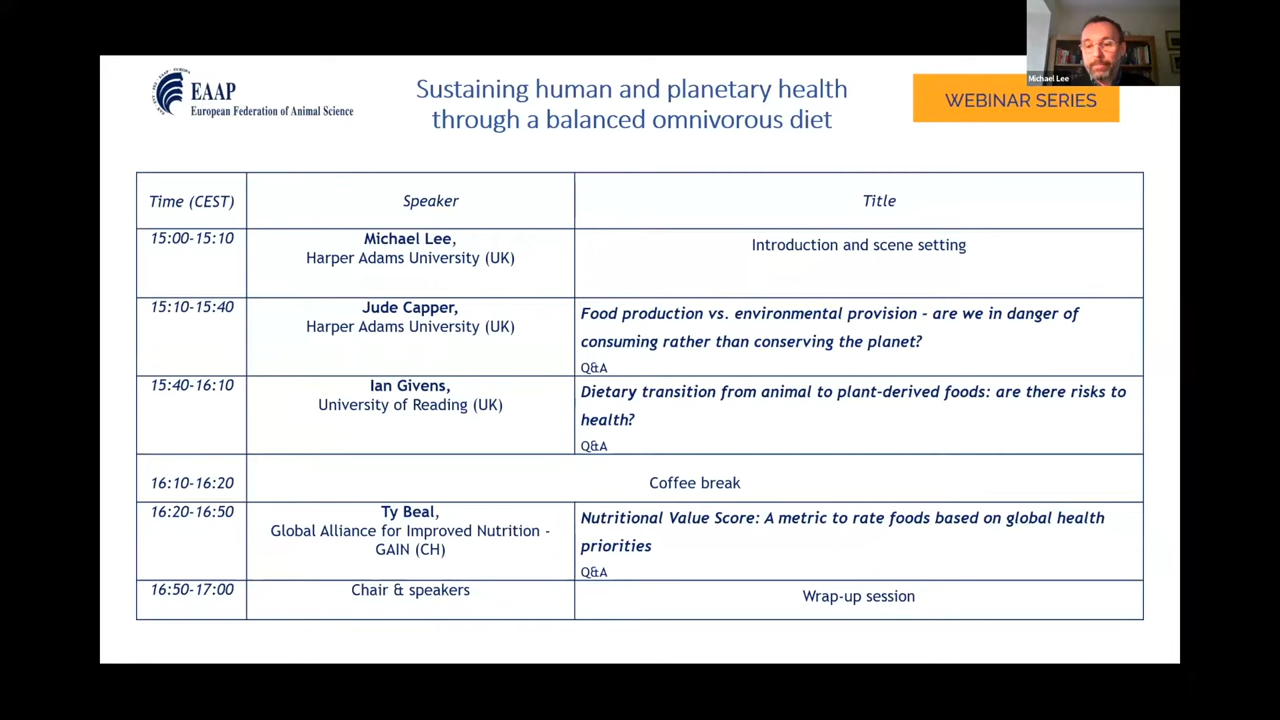 Michael Lee
EAAP
European Federation of Animal Science
Sustaining human and planetary health
through a balanced omnivorous diet
WEBINAR SERIES
Time (CEST)
Speaker
Title
15:00-15:10
Michael Lee,
Harper Adams University (UK)
Introduction and scene setting
15:10-15:40
Jude Capper,
Harper Adams University (UK)
Food production vs. environmental provision - are we in danger of
consuming rather than conserving the planet?
Q&A
15:40-16:10
Ian Givens,
University of Reading (UK)
Dietary transition from animal to plant-derived foods: are there risks to
health?
Q&A
16:10-16:20
Coffee break
16:20-16:50
Ty Beal,
Global Alliance for Improved Nutrition -
GAIN (CH)
Nutritional Value Score: A metric to rate foods based on global health
priorities
Q&A
16:50-17:00
Chair & speakers
Wrap-up session